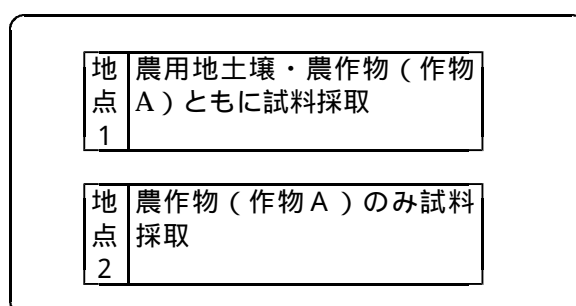 地点1
農用地土壌・農作物(作物
A)ともに試料採取
地点2
農作物(作物A)のみ試料
採取